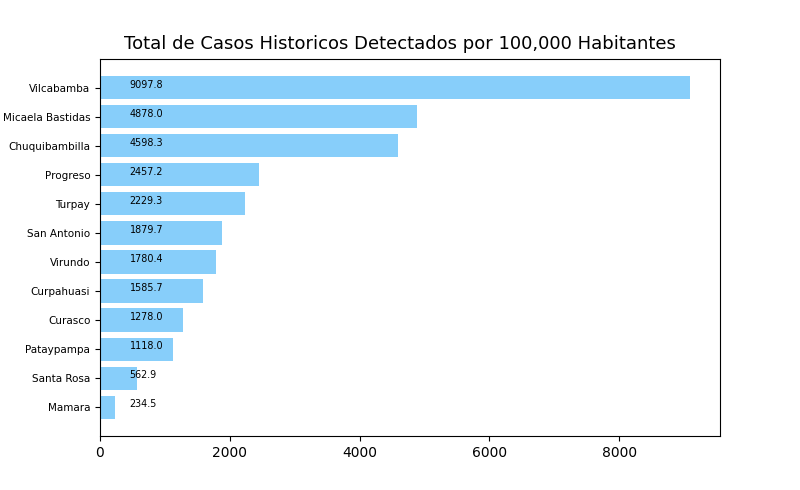 Total de Casos Historicos Detectados por 100,000 Habitantes
Vilcabamba 9097.8
Micaela Bastidas 4878.0
Chuquibambilla 4598.3
Progreso 2457.2
Turpay 2229.3
San Antonio 1879.7
Virundo 1780.4
Curpahuasi 1585.7
Curasco 1278.0
Pataypampa 1118.0
Santa Rosa 562.9
Mamara 234.5
0 2000 4000 6000 8000